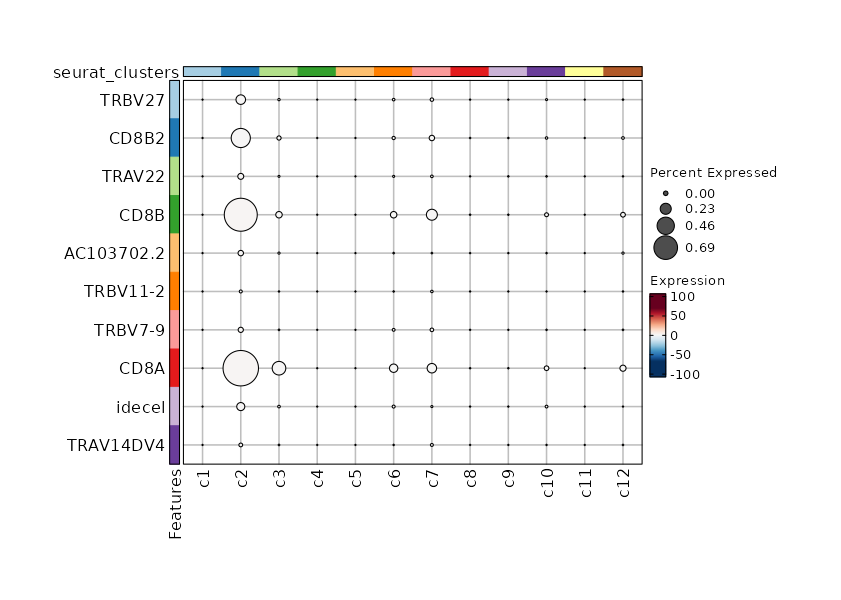 seurat_clusters
TRBV27
CD8B2
TRAV22
CD8B
AC103702.2
TRBV11-2
TRBV7-9
CD8A
idecel
TRAV14DV4
Features
c1
c2
c3
c4
c5
c6
c7
c8
c9
c10
c11
c12
Percent Expressed
0.00
0.23
0.46
0.69
Expression
100
50
0
-50
-100